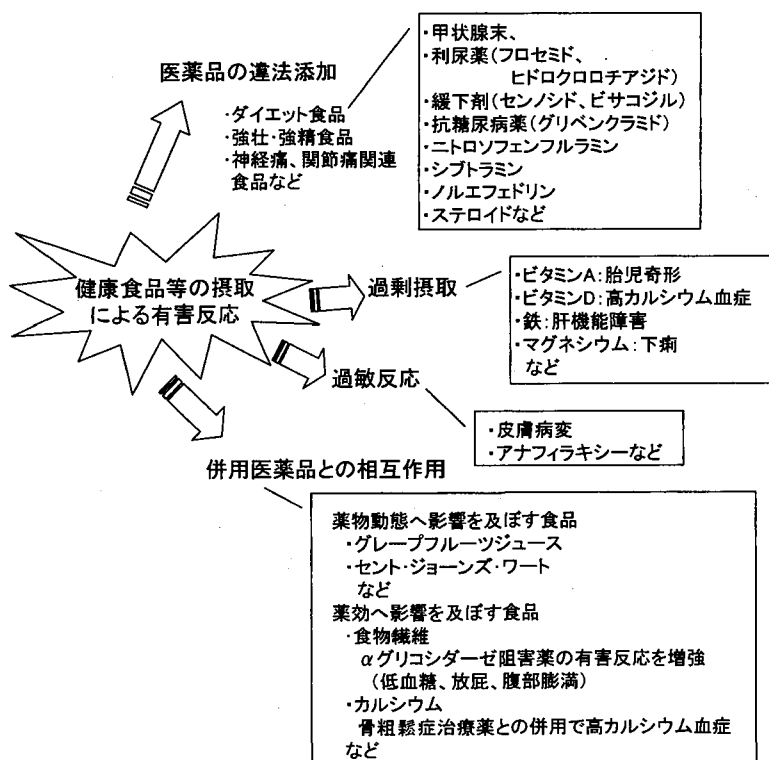 医薬品の違法添加
・ダイエット食品
・強壮・強精食品
・神経痛、関節痛関連
食品など
・甲状腺末、
・利尿薬(フロセミド、
ヒドロクロロチアジド)
・緩下剤(センノシド、ビサコジル)
・抗糖尿病薬(グリベンクラミド)
・ニトロソフェンフルラミン
・シブトラミン
・ノルエフェドリン
・ステロイドなど
健康食品等の摂取
による有害反応
過剰摂取
・ビタミンA:胎児奇形
・ビタミンD:高カルシウム血症
・鉄:肝機能障害
・マグネシウム:下痢
など
過敏反応
・皮膚病変
・アナフィラキシーなど
併用医薬品との相互作用
薬物動態へ影響を及ぼす食品
・グレープフルーツジュース
・セント・ジョーンズ・ワート
など
薬効へ影響を及ぼす食品
・食物繊維
αグリコシダーゼ阻害薬の有害反応を増強
(低血糖、放屁、腹部膨満)
・カルシウム
骨粗鬆症治療薬との併用で高カルシウム血症
など